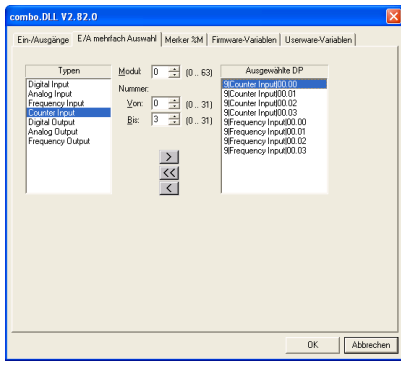 combo.DLL V2.82.0
Ein-/Ausgänge E/A mehrfach Auswahl Merker %M Firmware-Variablen Userware-Variablen
Typen
Digital Input
Analog Input
Frequency Input
Counter Input
Digital Output
Analog Output
Frequency Output
Modul: 0 (0.. 63)
Nummer:
Von: 0 (0.. 31)
Bis: 3 (0.. 31)
>
<<
<
Ausgewählte DP
9|Counter Input|00.00
9|Counter Input|00.01
9|Counter Input|00.02
9|Counter Input|00.03
9|Frequency Input|00.00
9|Frequency Input|00.01
9|Frequency Input|00.02
9|Frequency Input|00.03
OK Abbrechen